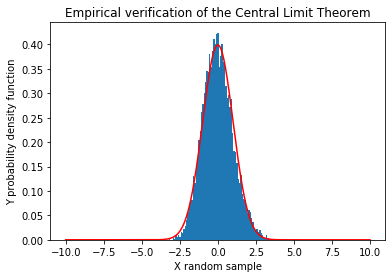 Empirical verification of the Central Limit Theorem
Y probability density function
0.40
0.35
0.30
0.25
0.20
0.15
0.10
0.05
0.00
−10.0 −7.5 −5.0 −2.5 0.0 2.5 5.0 7.5 10.0
X random sample